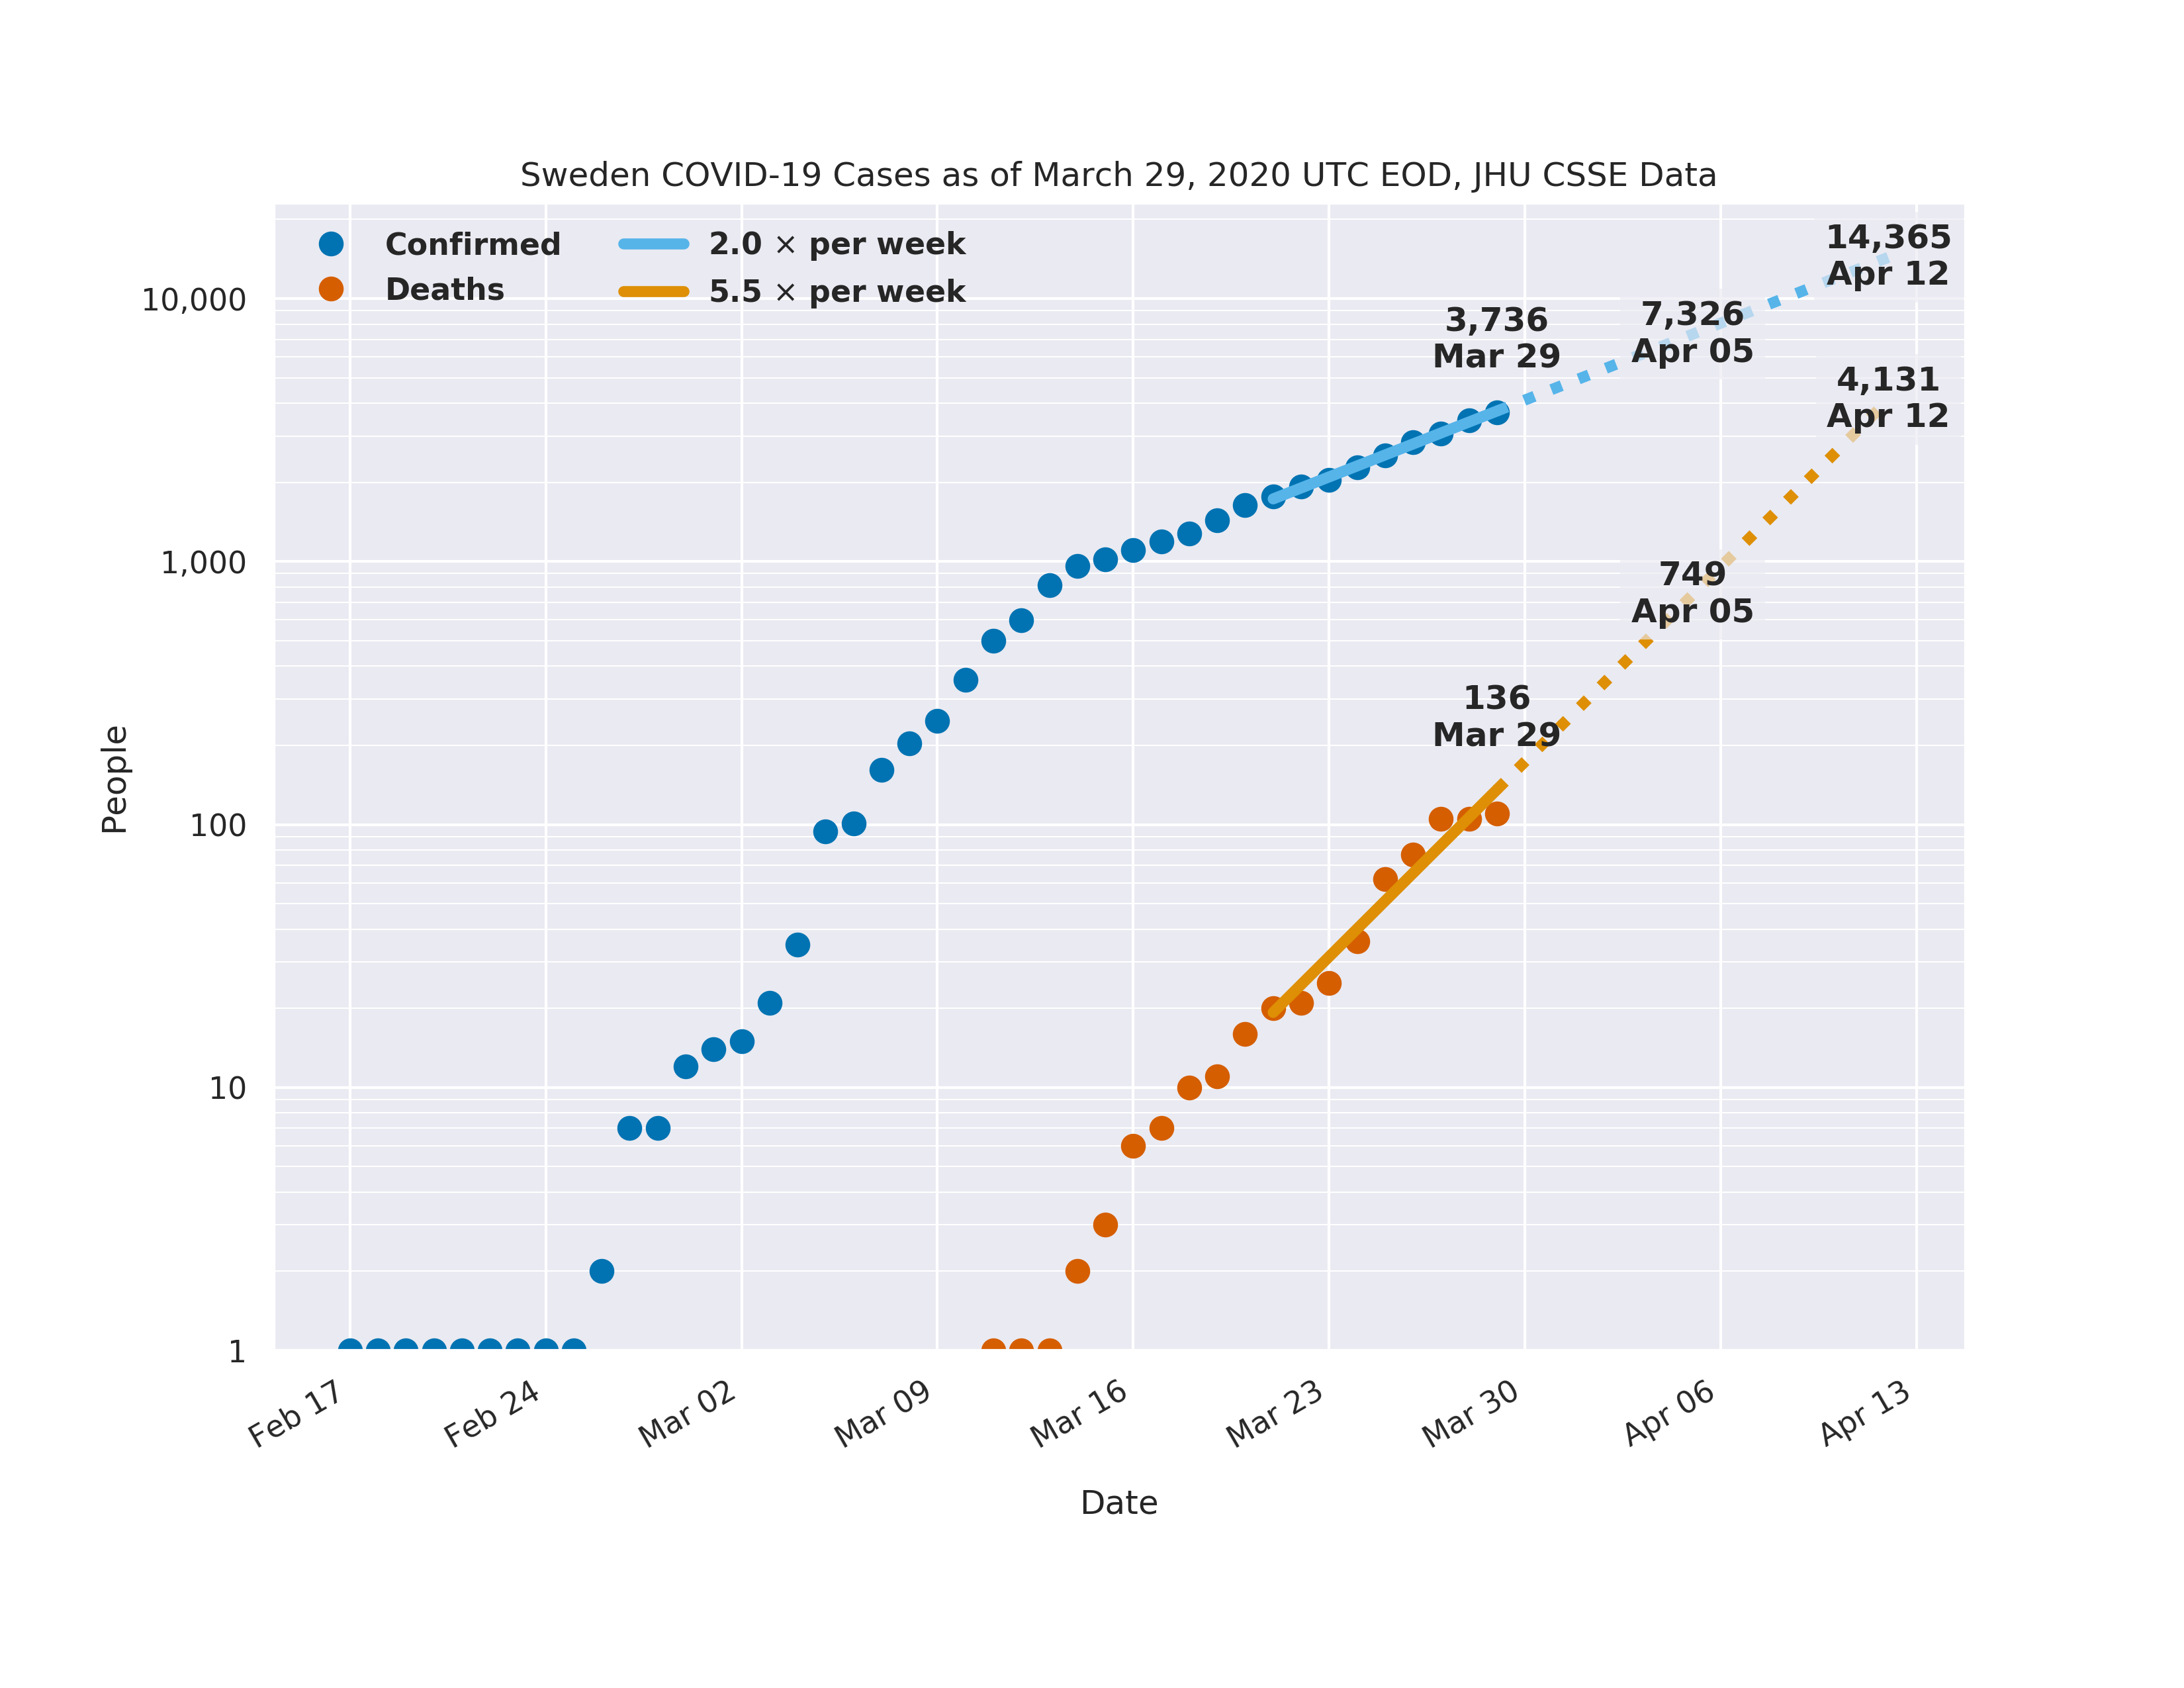 Sweden COVID-19 Cases as of March 29, 2020 UTC EOD, JHU CSSE Data
Confirmed
Deaths
2.0 × per week
5.5 × per week
14,365
Apr 12
7,326
Apr 05
3,736
Mar 29
4,131
Apr 12
749
Apr 05
136
Mar 29
People
10,000
1,000
100
10
1
Feb 17
Feb 24
Mar 02
Mar 09
Mar 16
Mar 23
Mar 30
Apr 06
Apr 13
Date